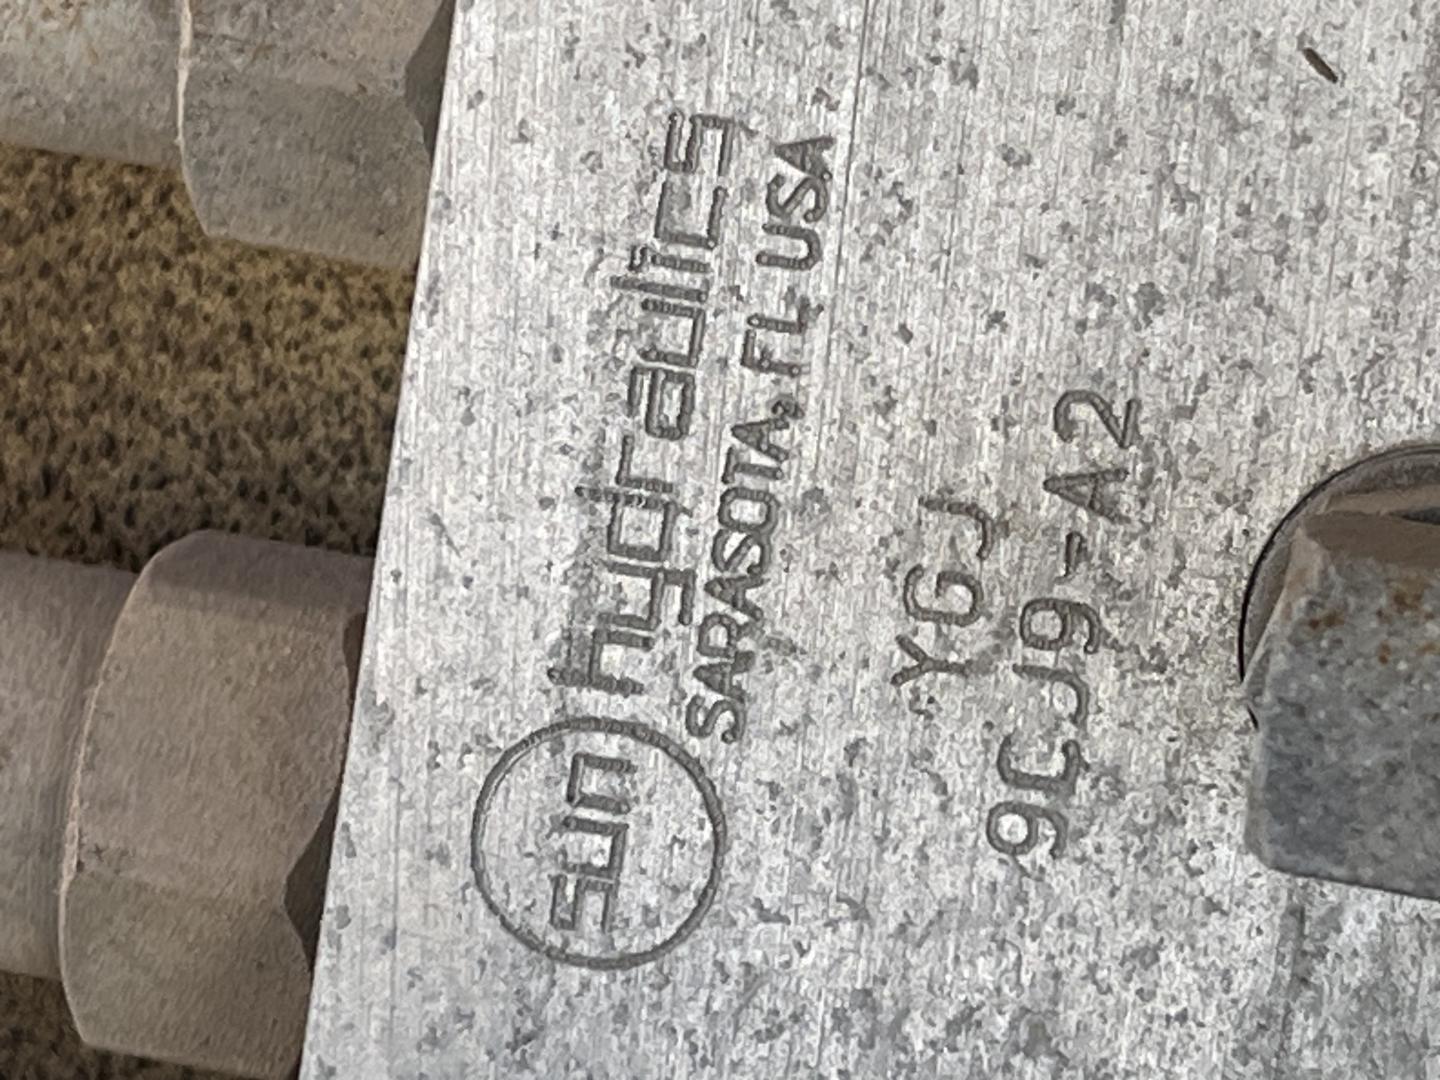 sun hydraulics
SARASOTA, FL, USA
YGJ
9CJ9-A2